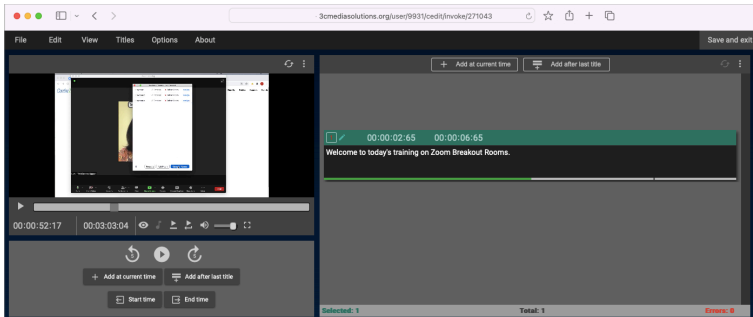 3cmediasolutions.org/user/9931/cedit/invoke/271043
File Edit View Titles Options About Save and exit
Add at current time Add after last title
00:00:02:65 00:00:06:65
Welcome to today's training on Zoom Breakout Rooms.
00:00:52:17 00:03:03:04
5 5
Add at current time Add after last title
Start time End time
Selected: 1 Total: 1 Errors: 0